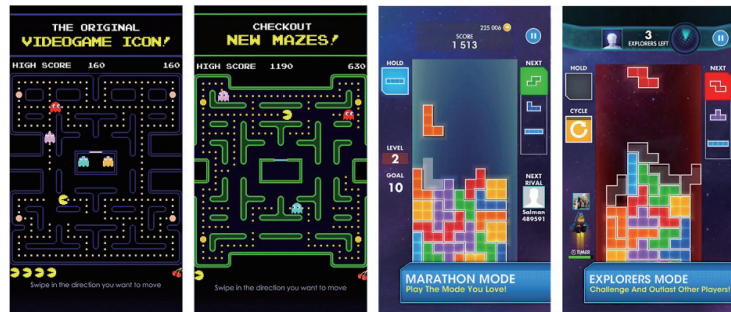 THE ORIGINAL
VIDEOGAME ICON!
HIGH SCORE 160 160
Swipe in the direction you want to move
CHECKOUT
NEW MAZES!
HIGH SCORE 1190 630
Swipe in the direction you want to move
225 006
SCORE
1 513
HOLD
NEXT
LEVEL
2
GOAL
10
NEXT
RIVAL
Salman
489591
MARATHON MODE
Play The Mode You Love!
3
EXPLORERS LEFT
HOLD
NEXT
CYCLE
TIMER
EXPLORERS MODE
Challenge And Outlast Other Players!